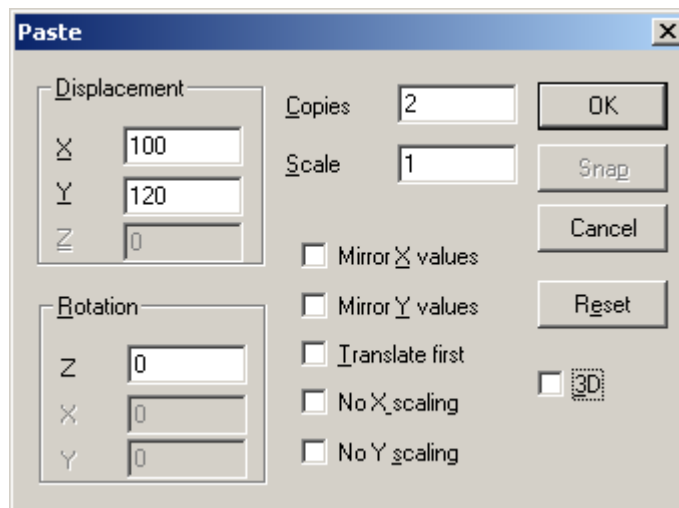 Paste
Displacement
X 100
Y 120
Z 0
Rotation
Z 0
X 0
Y 0
Copies 2
Scale 1
Mirror X values
Mirror Y values
Translate first
No X scaling
No Y scaling
OK
Snap
Cancel
Reset
3D